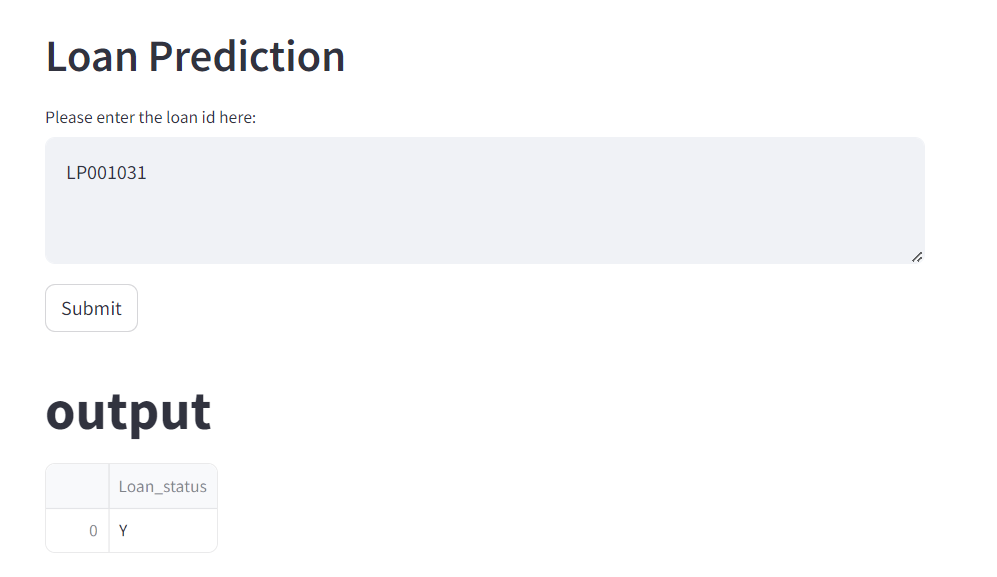 Loan Prediction
Please enter the loan id here:
LP001031
Submit
output
Loan_status
0 Y